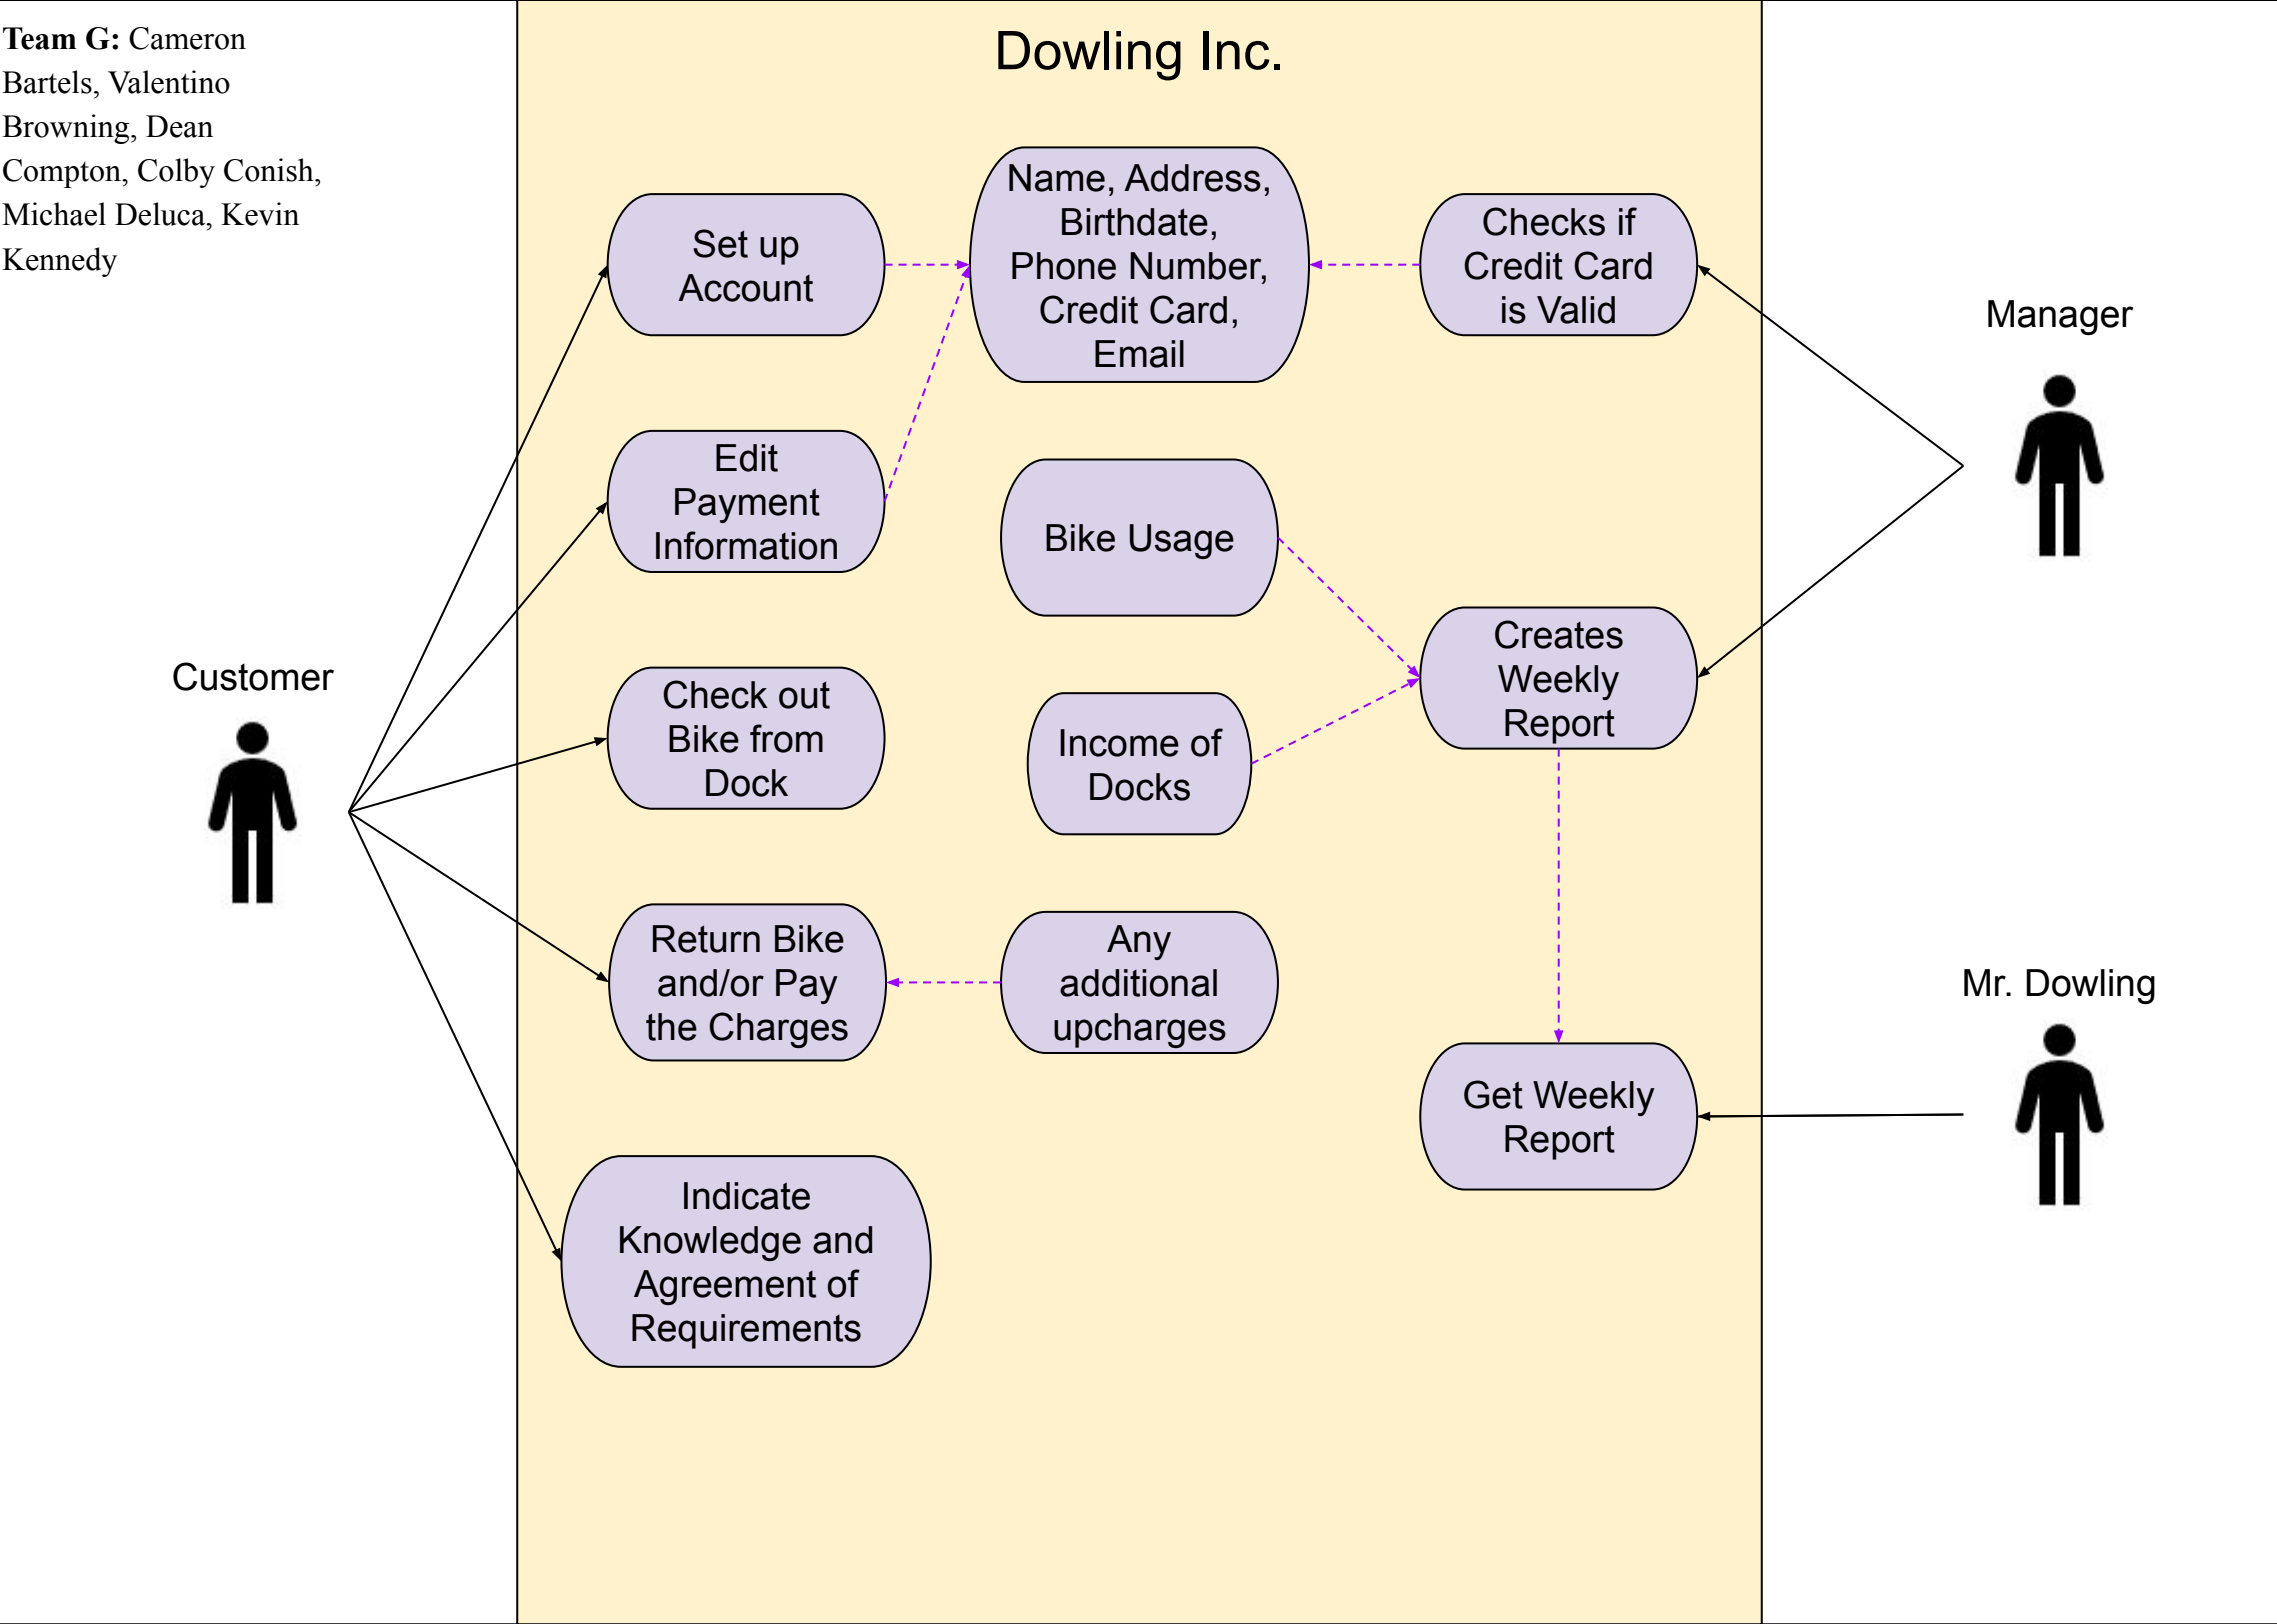 Team G: Cameron
Bartels, Valentino
Browning, Dean
Compton, Colby Conish,
Michael Deluca, Kevin
Kennedy
Dowling Inc.
Set up
Account
Name, Address,
Birthdate,
Phone Number,
Credit Card,
Email
Checks if
Credit Card
is Valid
Manager
Edit
Payment
Information
Bike Usage
Creates
Weekly
Report
Customer
Check out
Bike from
Dock
Income of
Docks
Return Bike
and/or Pay
the Charges
Any
additional
upcharges
Mr. Dowling
Get Weekly
Report
Indicate
Knowledge and
Agreement of
Requirements